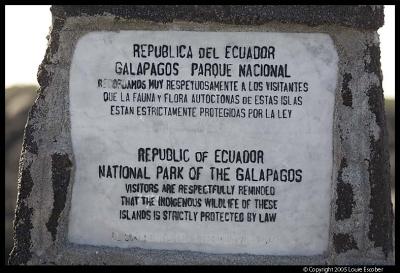 REPUBLICA DEL ECUADOR
GALAPAGOS PARQUE NACIONAL
RECORDAMOS MUY RESPETUOSAMENTE A LOS VISITANTES
QUE LA FAUNA Y FLORA AUTOCTONAS DE ESTAS ISLAS
ESTAN ESTRICTAMENTE PROTEGIDAS POR LA LEY
REPUBLIC OF ECUADOR
NATIONAL PARK OF THE GALAPAGOS
VISITORS ARE RESPECTFULLY REMINDED
THAT THE INDIGENOUS WILDLIFE OF THESE
ISLANDS IS STRICTLY PROTECTED BY LAW
© Copyright 2005 Louie Escober